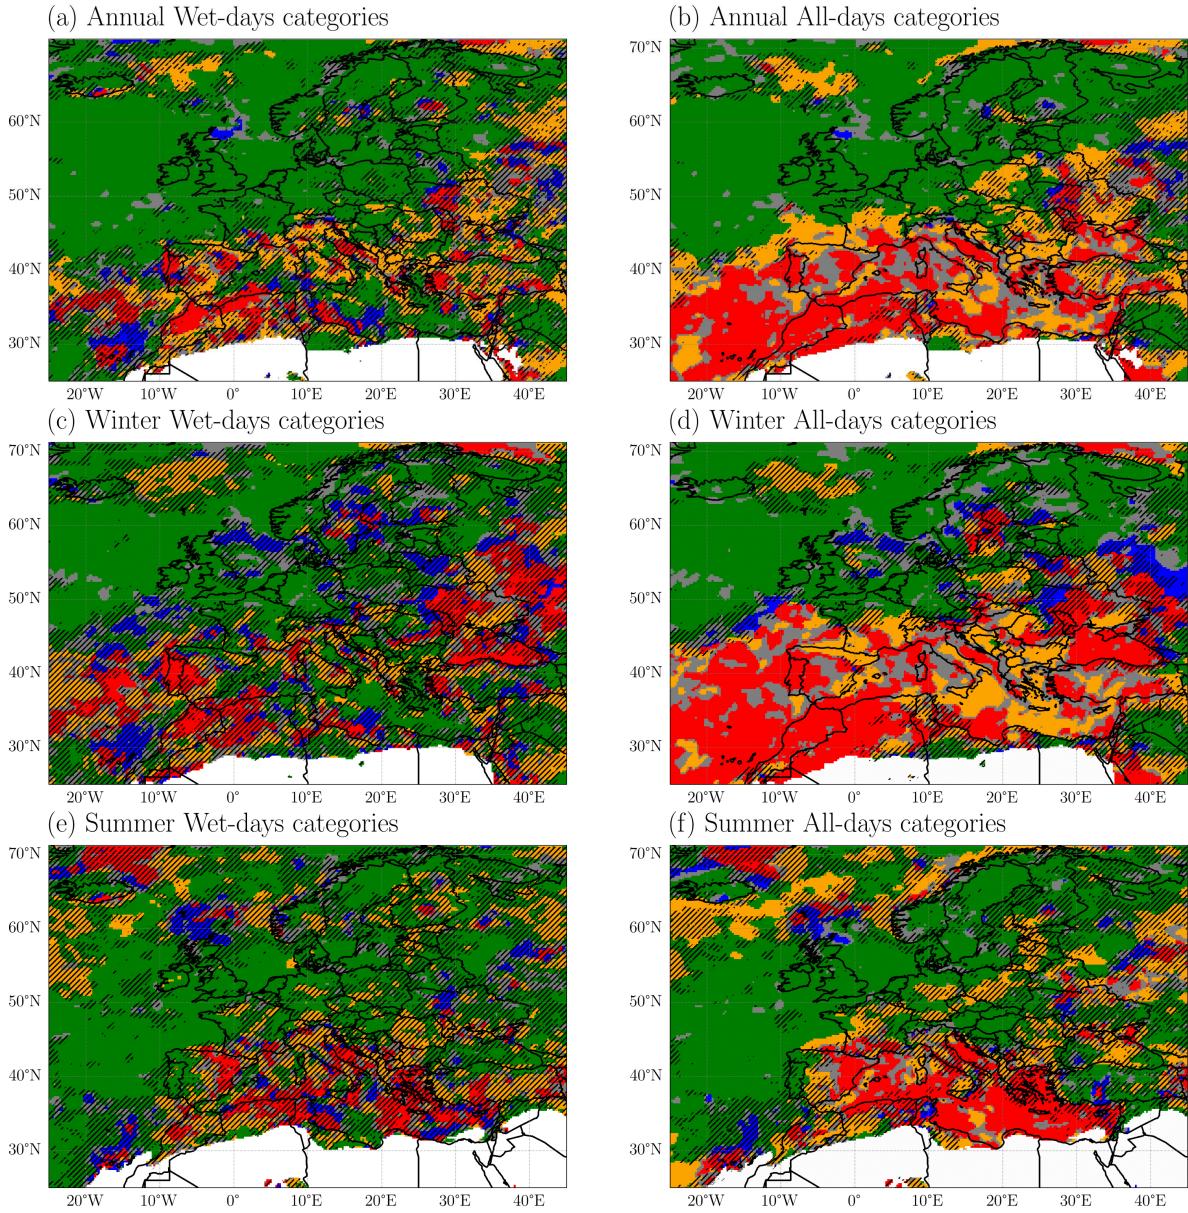 (a) Annual Wet-days categories
(b) Annual All-days categories
70°N
60°N
60°N
50°N
50°N
40°N
40°N
30°N
30°N
20°W 10°W 0° 10°E 20°E 30°E 40°E
20°W 10°W 0° 10°E 20°E 30°E 40°E
(c) Winter Wet-days categories
(d) Winter All-days categories
70°N
70°N
60°N
60°N
50°N
50°N
40°N
40°N
30°N
30°N
20°W 10°W 0° 10°E 20°E 30°E 40°E
20°W 10°W 0° 10°E 20°E 30°E 40°E
(e) Summer Wet-days categories
(f) Summer All-days categories
70°N
70°N
60°N
60°N
50°N
50°N
40°N
40°N
30°N
30°N
20°W 10°W 0° 10°E 20°E 30°E 40°E
20°W 10°W 0° 10°E 20°E 30°E 40°E